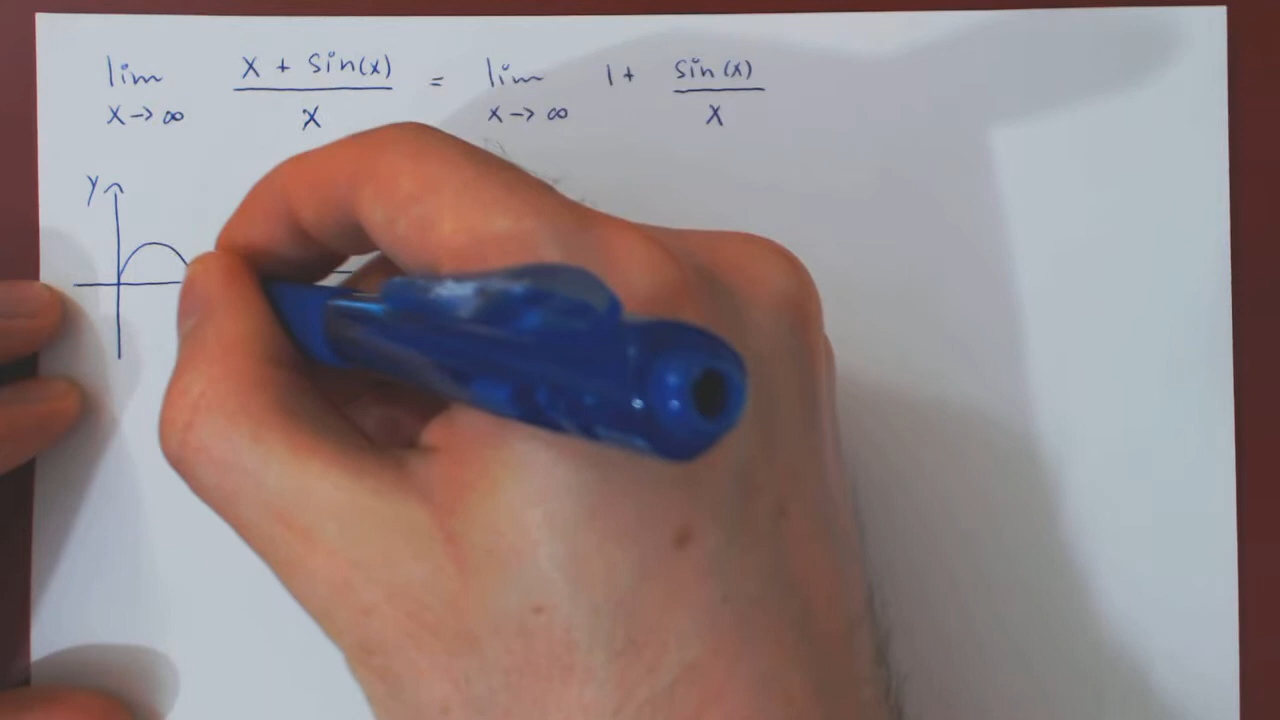 lim x→∞ x + sin(x) / x = lim x→∞ 1 + sin(x) / x
y